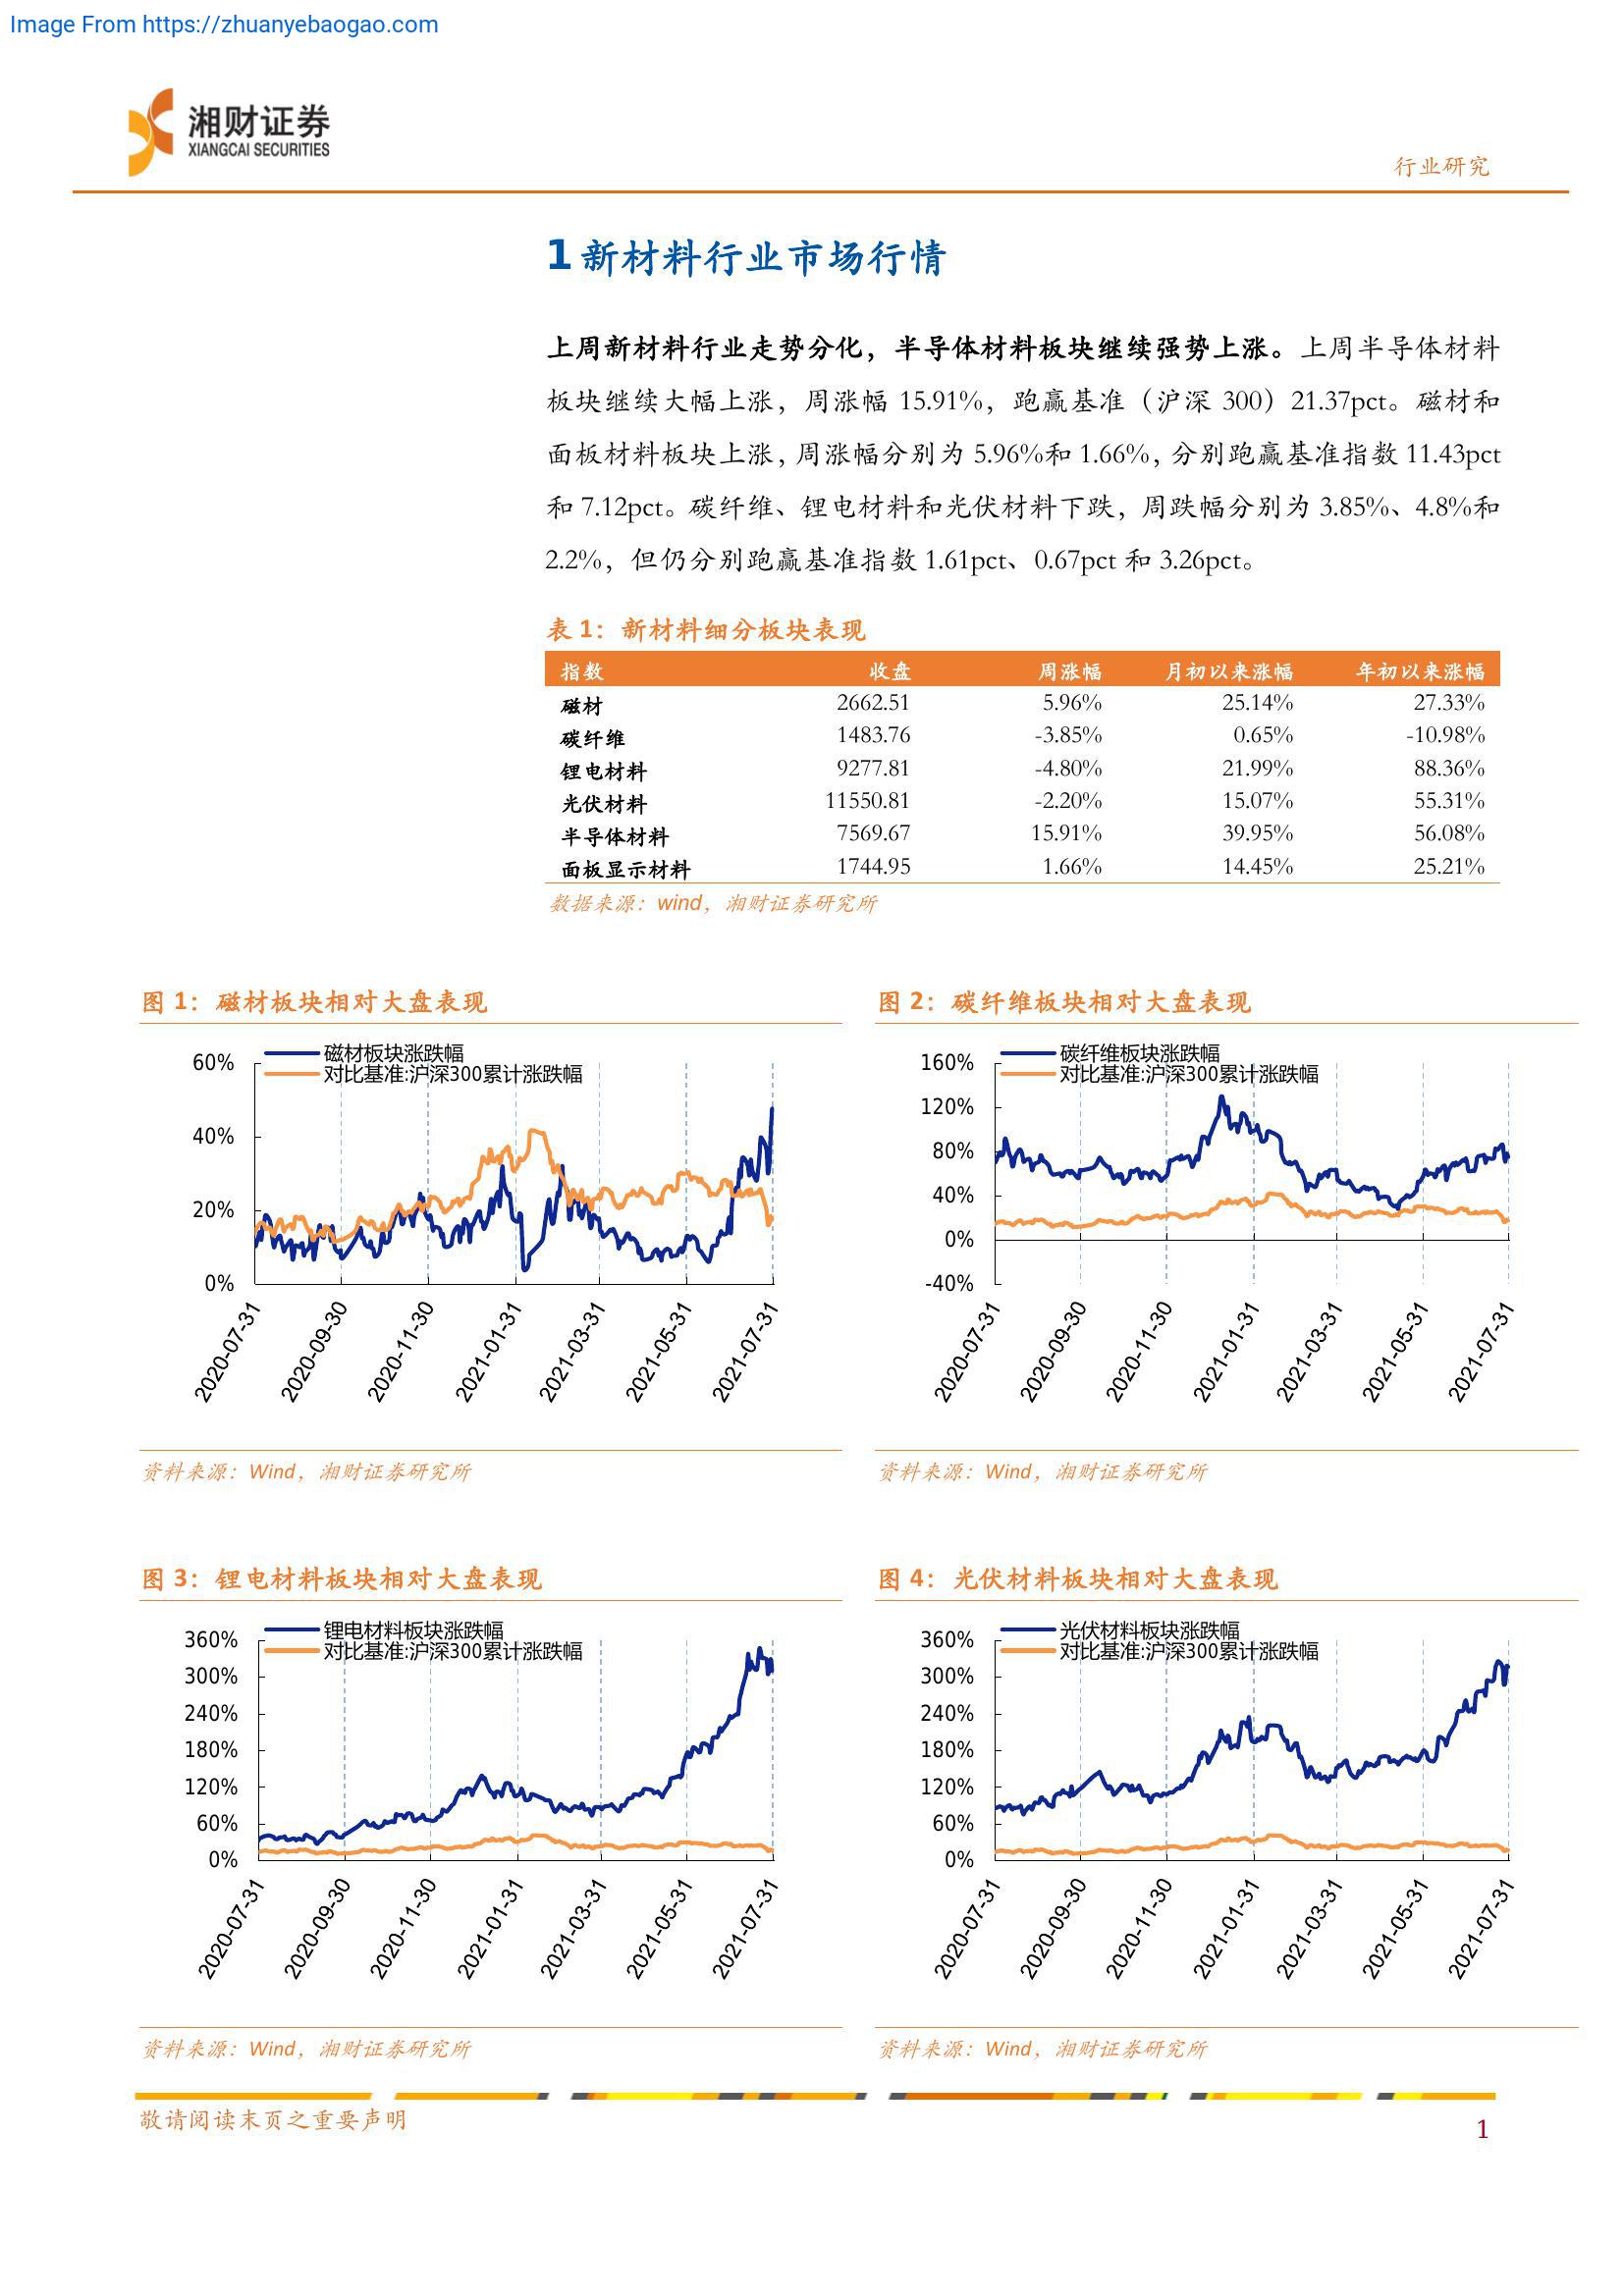 Image From https://zhuanyebaogao.com
湘财证券
XIANGCAI SECURITIES
行业研究
1 新材料行业市场行情
上周新材料行业走势分化，半导体材料板块继续强势上涨。上周半导体材料
板块继续大幅上涨，周涨幅 15.91%，跑赢基准（沪深 300）21.37pct。磁材和
面板材料板块上涨，周涨幅分别为 5.96%和 1.66%，分别跑赢基准指数 11.43pct
和 7.12pct。碳纤维、锂电材料和光伏材料下跌，周跌幅分别为 3.85%、4.8%和
2.2%，但仍分别跑赢基准指数 1.61pct、0.67pct 和 3.26pct。
表 1：新材料细分板块表现
指数 收盘 周涨幅 月初以来涨幅 年初以来涨幅
磁材 2662.51 5.96% 25.14% 27.33%
碳纤维 1483.76 -3.85% 0.65% -10.98%
锂电材料 9277.81 -4.80% 21.99% 88.36%
光伏材料 11550.81 -2.20% 15.07% 55.31%
半导体材料 7569.67 15.91% 39.95% 56.08%
面板显示材料 1744.95 1.66% 14.45% 25.21%
数据来源：wind，湘财证券研究所
图 1：磁材板块相对大盘表现
磁材板块涨跌幅
对比基准:沪深300累计涨跌幅
60%
40%
20%
0%
2020-07-31 2020-09-30 2020-11-30 2021-01-31 2021-03-31 2021-05-31 2021-07-31
资料来源：Wind，湘财证券研究所
图 2：碳纤维板块相对大盘表现
碳纤维板块涨跌幅
对比基准:沪深300累计涨跌幅
160%
120%
80%
40%
0%
-40%
2020-07-31 2020-09-30 2020-11-30 2021-01-31 2021-03-31 2021-05-31 2021-07-31
资料来源：Wind，湘财证券研究所
图 3：锂电材料板块相对大盘表现
锂电材料板块涨跌幅
对比基准:沪深300累计涨跌幅
360%
300%
240%
180%
120%
60%
0%
2020-07-31 2020-09-30 2020-11-30 2021-01-31 2021-03-31 2021-05-31 2021-07-31
资料来源：Wind，湘财证券研究所
图 4：光伏材料板块相对大盘表现
光伏材料板块涨跌幅
对比基准:沪深300累计涨跌幅
360%
300%
240%
180%
120%
60%
0%
2020-07-31 2020-09-30 2020-11-30 2021-01-31 2021-03-31 2021-05-31 2021-07-31
资料来源：Wind，湘财证券研究所
敬请阅读末页之重要声明
1